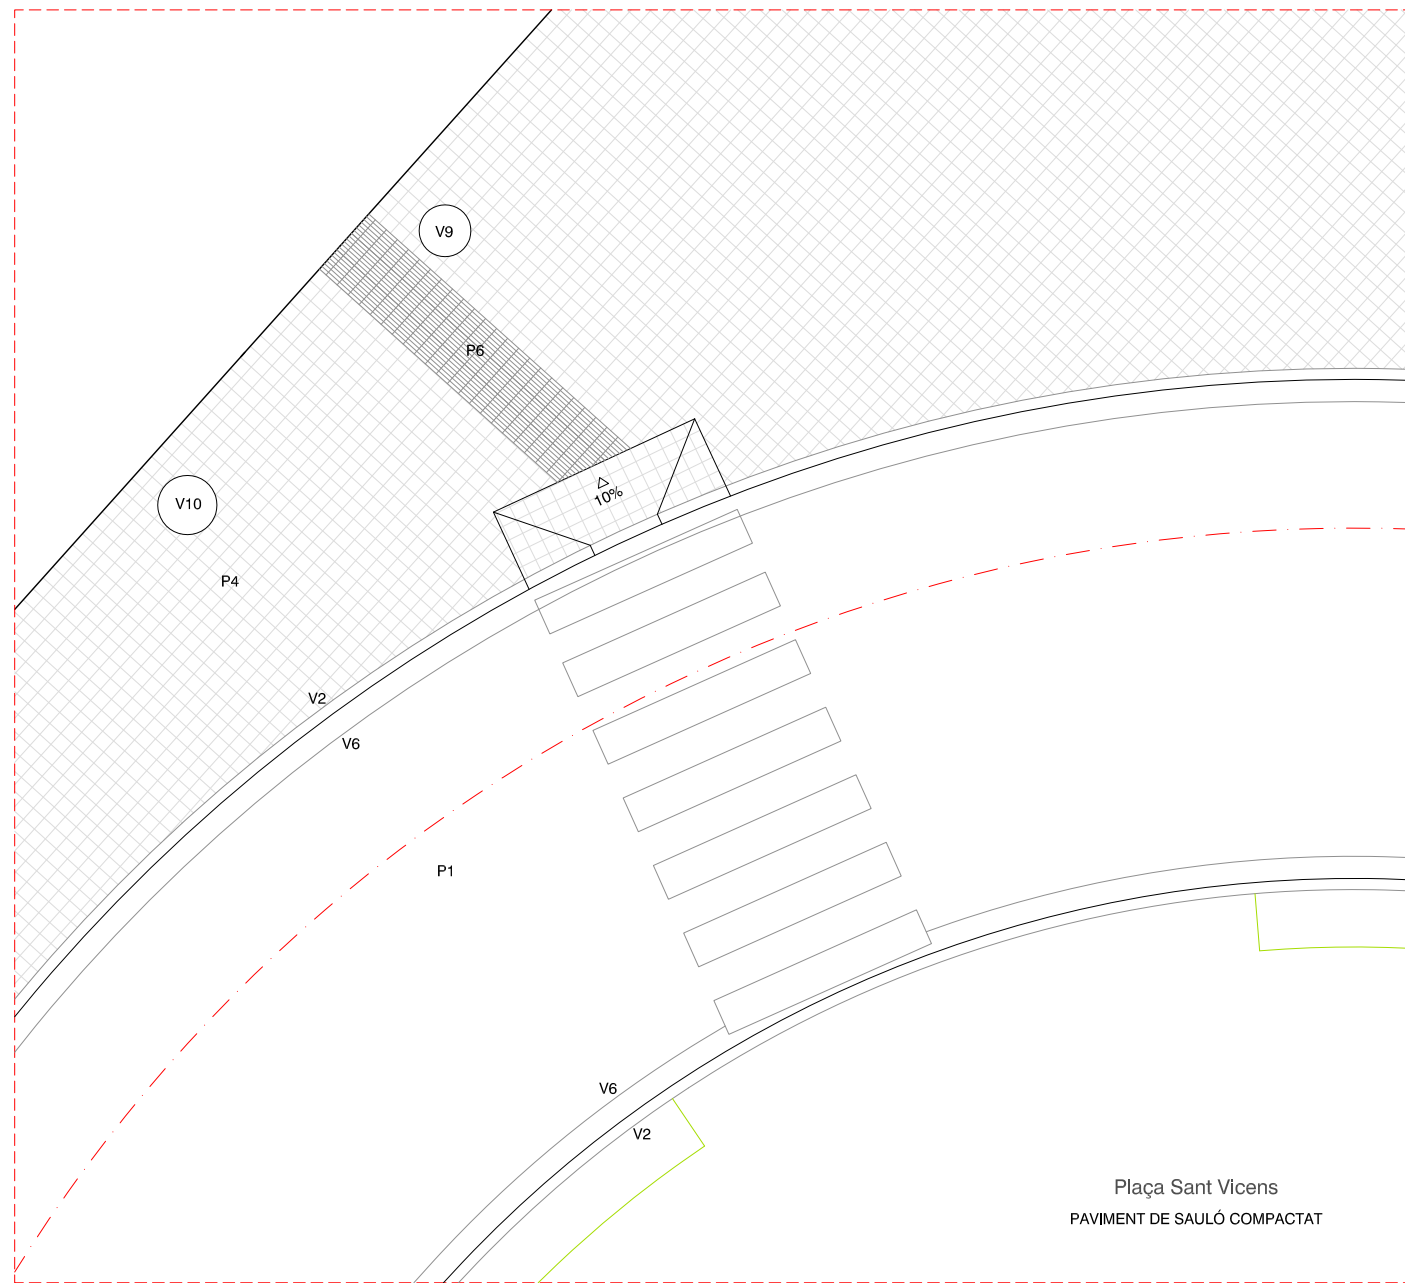 V9
P6
10%
V10
P4
V2
V6
P1
V6
V2
Plaça Sant Vicens
PAVIMENT DE SAULÓ COMPACTAT